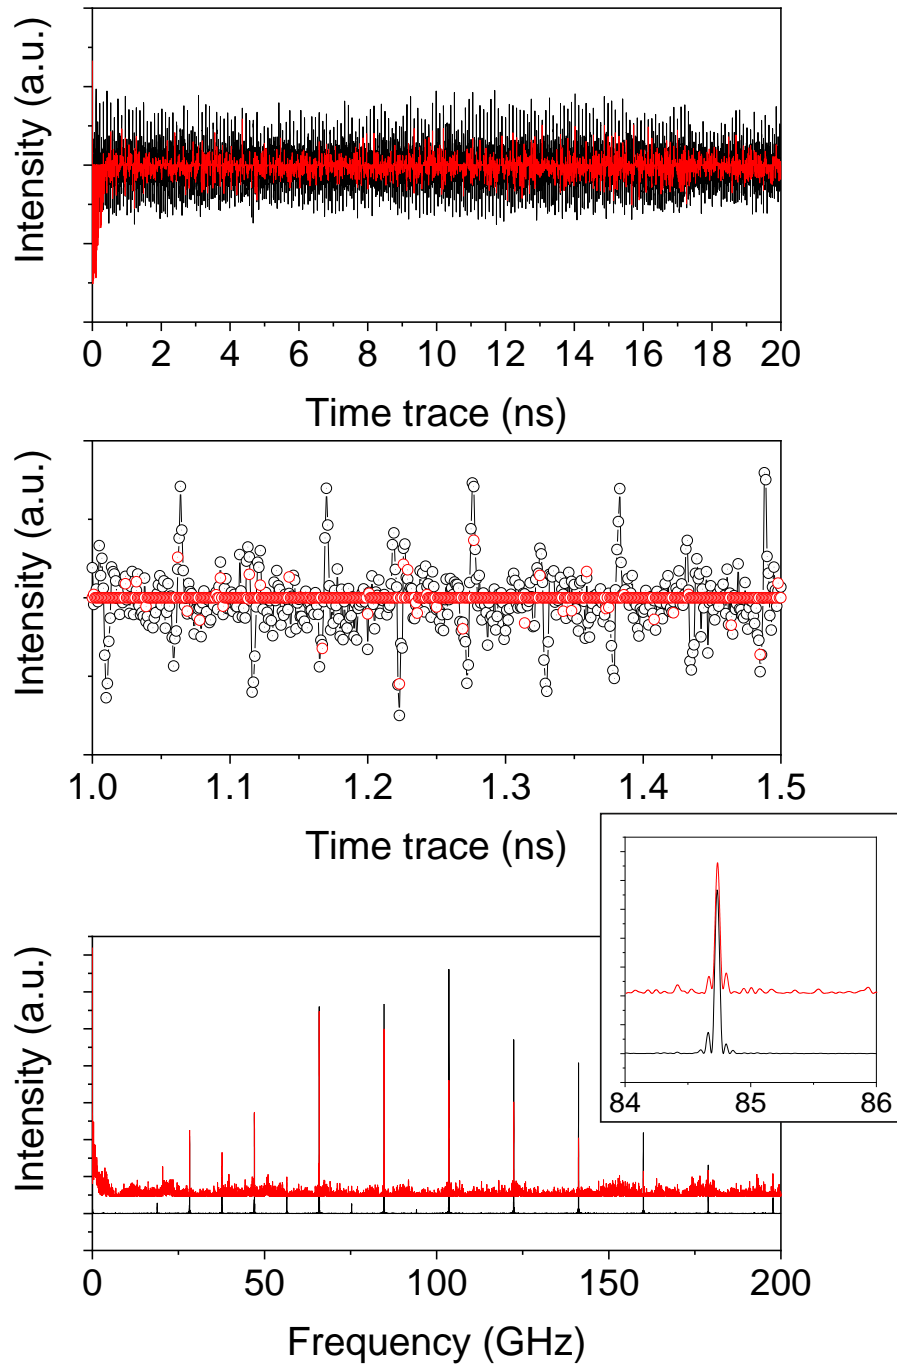 Intensity (a.u.)
0 2 4 6 8 10 12 14 16 18 20
Time trace (ns)
Intensity (a.u.)
1.0 1.1 1.2 1.3 1.4 1.5
Time trace (ns)
84 85 86
Intensity (a.u.)
0 50 100 150 200
Frequency (GHz)